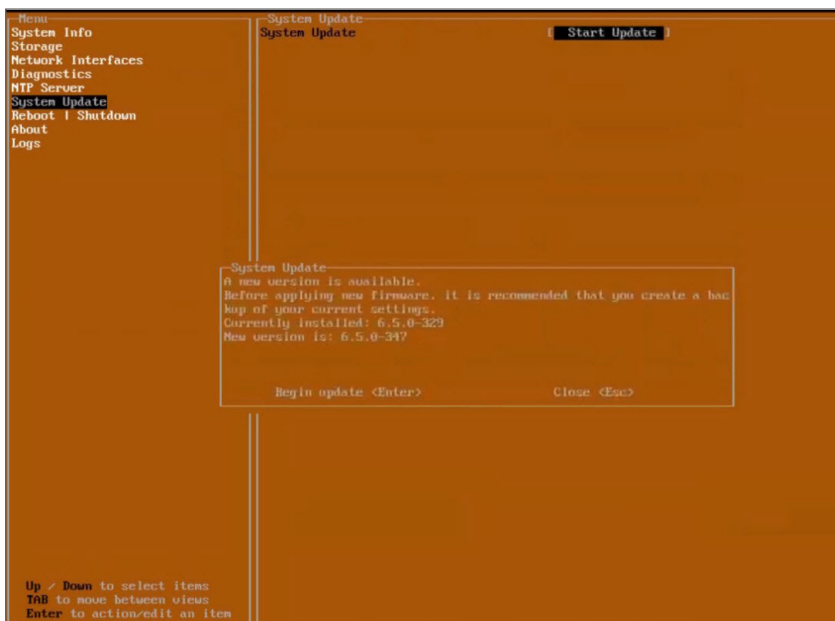 Menu
System Info
Storage
Network Interfaces
Diagnostics
NTP Server
System Update
Reboot | Shutdown
About
Logs
System Update
System Update [ Start Update ]
System Update
A new version is available.
Before applying new firmware, it is recommended that you create a bac
kup of your current settings.
Currently installed: 6.5.0-329
New version is: 6.5.0-347
Begin update <Enter> Close <Esc>
Up / Down to select items
TAB to move between views
Enter to action/edit an item